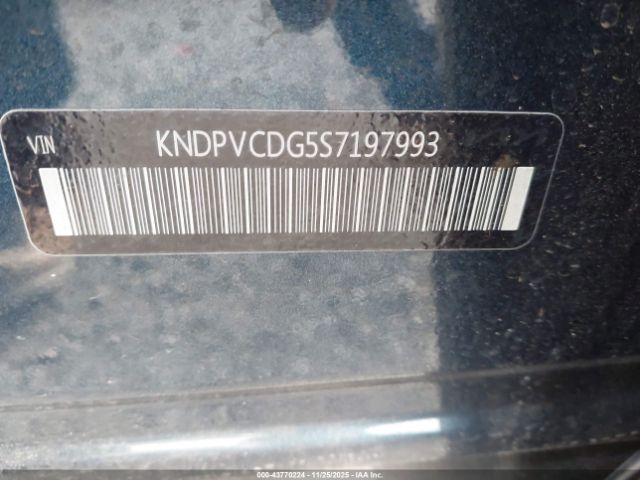 VIN KNDPVCDG5S7197993
000-43770224 | 11/25/2025 | IAA Inc.